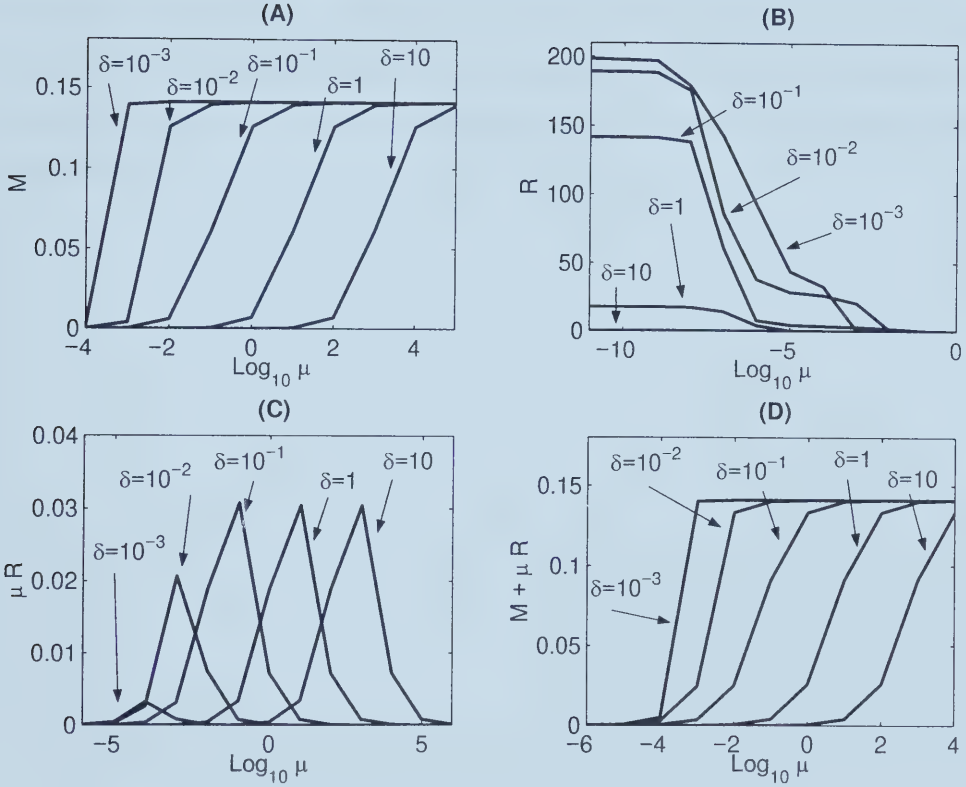 (A)
δ=10⁻³
δ=10⁻²
δ=10⁻¹
δ=1
δ=10
0.15
0.1
0.05
0
M
−4
−2
0
2
4
Log₁₀ μ
(B)
200
150
100
50
0
R
δ=10⁻¹
δ=10⁻²
δ=1
δ=10⁻³
δ=10
−10
−5
0
Log₁₀ μ
(C)
0.04
0.03
0.02
0.01
0
μ R
δ=10⁻²
δ=10⁻¹
δ=1
δ=10
δ=10⁻³
−5
0
5
Log₁₀ μ
(D)
0.15
0.1
0.05
0
M + μ R
δ=10⁻²
δ=10⁻¹
δ=1
δ=10
δ=10⁻³
−6
−4
−2
0
2
4
Log₁₀ μ